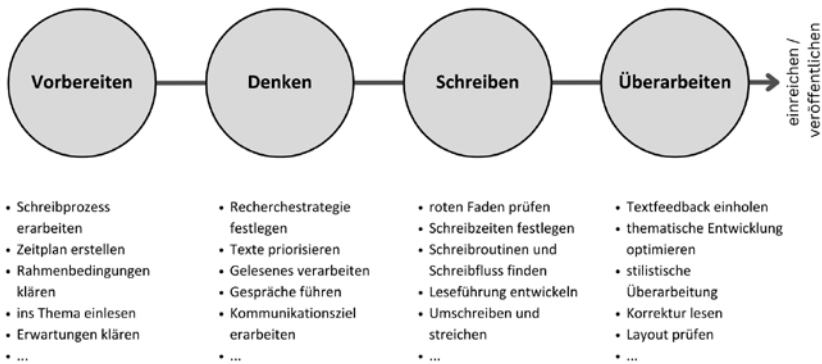 Vorbereiten
Denken
Schreiben
Überarbeiten
einreichen /
veröffentlichen
• Schreibprozess
erarbeiten
• Zeitplan erstellen
• Rahmenbedingungen
klären
• ins Thema einlesen
• Erwartungen klären
• ...
• Recherchestrategie
festlegen
• Texte priorisieren
• Gelesenes verarbeiten
• Gespräche führen
• Kommunikationsziel
erarbeiten
• ...
• roten Faden prüfen
• Schreibzeiten festlegen
• Schreibroutinen und
Schreibfluss finden
• Leseführung entwickeln
• Umschreiben und
streichen
• ...
• Textfeedback einholen
• thematische Entwicklung
optimieren
• stilistische
Überarbeitung
• Korrektur lesen
• Layout prüfen
• ...